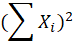 (∑ Xᵢ)²